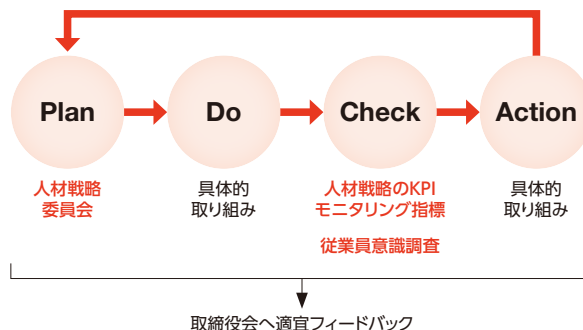 Plan
Do
Check
Action
人材戦略
委員会
具体的
取り組み
人材戦略のKPI
モニタリング指標
従業員意識調査
具体的
取り組み
取締役会へ適宜フィードバック